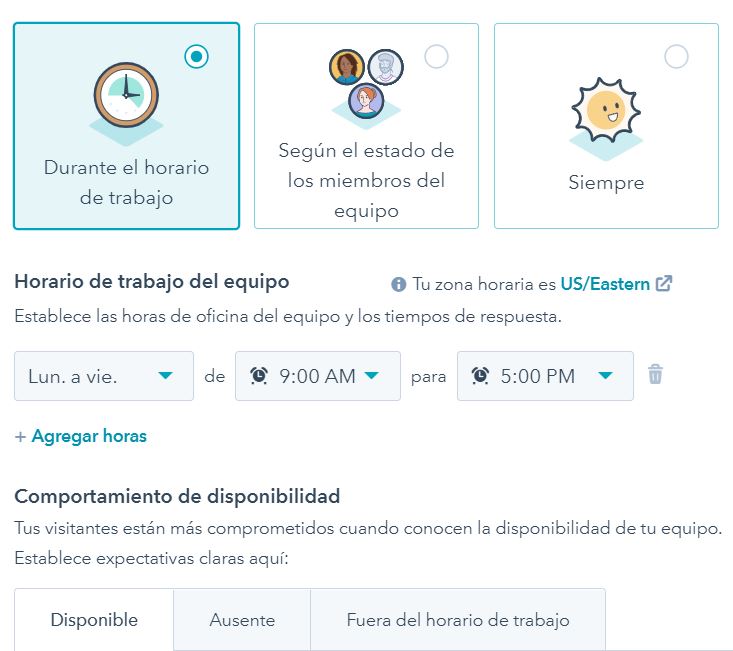 Durante el horario
de trabajo
Según el estado de
los miembros del
equipo
Siempre
Horario de trabajo del equipo
Tu zona horaria es US/Eastern
Establece las horas de oficina del equipo y los tiempos de respuesta.
Lun. a vie. de 9:00 AM para 5:00 PM
+ Agregar horas
Comportamiento de disponibilidad
Tus visitantes están más comprometidos cuando conocen la disponibilidad de tu equipo.
Establece expectativas claras aquí:
Disponible Ausente Fuera del horario de trabajo